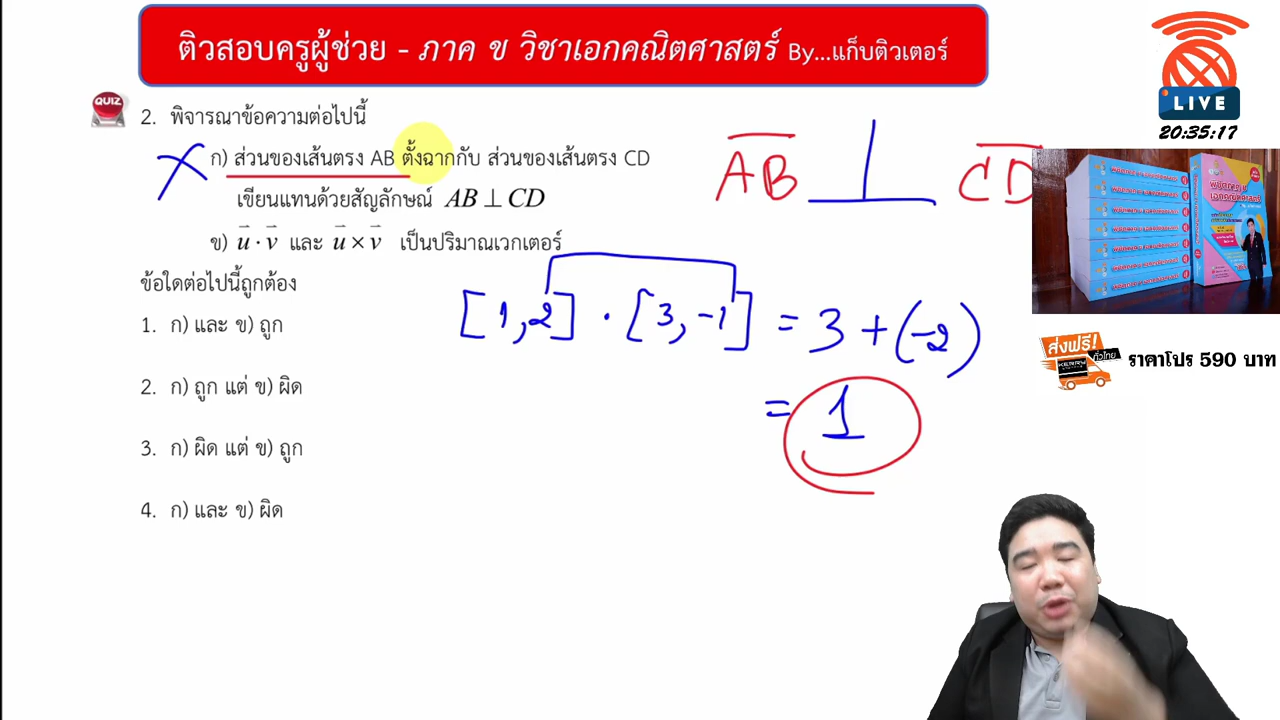 ติวสอบครูผู้ช่วย - ภาค ข วิชาเอกคณิตศาสตร์ By...แก็บติวเตอร์
LIVE
20:35:17
QUIZ
2. พิจารณาข้อความต่อไปนี้
ก) ส่วนของเส้นตรง AB ตั้งฉากกับ ส่วนของเส้นตรง CD
เขียนแทนด้วยสัญลักษณ์ AB ⊥ CD
ข) u⃗ · v⃗ และ u⃗ × v⃗ เป็นปริมาณเวกเตอร์
ข้อใดต่อไปนี้ถูกต้อง
1. ก) และ ข) ถูก
2. ก) ถูก แต่ ข) ผิด
3. ก) ผิด แต่ ข) ถูก
4. ก) และ ข) ผิด
A̅B̅ ⊥ C̅D̅
[1,2] · [3,-1] = 3 + (-2)
= 1
ส่งฟรี!
KERRY
ทั่วไทย
ราคาโปร 590 บาท